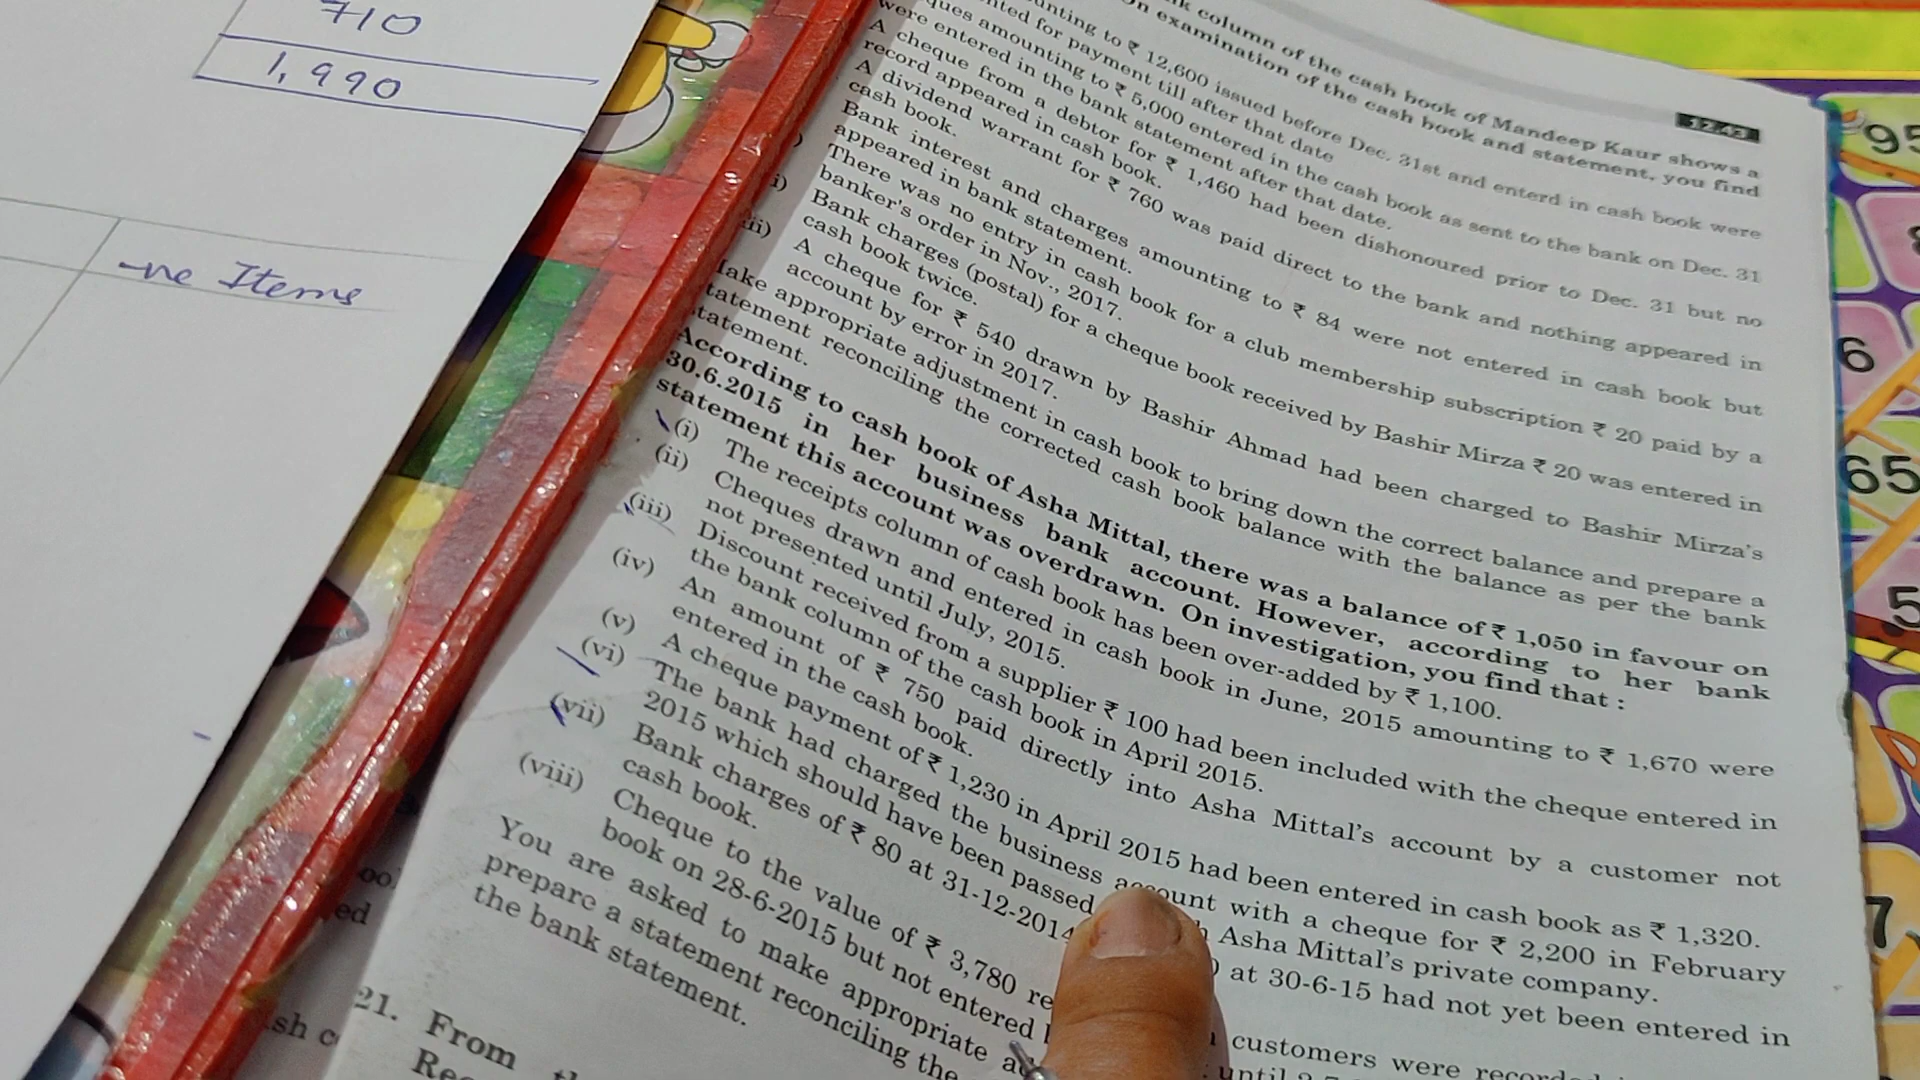 710
1,990
-ve Items
12.43
k column of the cash book of Mandeep Kaur shows a
n examination of the cash book and statement, you find
unting to ₹ 12,600 issued before Dec. 31st and enterd in cash book were
nted for payment till after that date
ques amounting to ₹ 5,000 entered in the cash book as sent to the bank on Dec. 31
were entered in the bank statement after that date.
A cheque from a debtor for ₹ 1,460 had been dishonoured prior to Dec. 31 but no
record appeared in cash book.
A dividend warrant for ₹ 760 was paid direct to the bank and nothing appeared in
cash book.
Bank interest and charges amounting to ₹ 84 were not entered in cash book but
appeared in bank statement.
) There was no entry in cash book for a club membership subscription ₹ 20 paid by a
banker's order in Nov., 2017.
i) Bank charges (postal) for a cheque book received by Bashir Mirza ₹ 20 was entered in
cash book twice.
iii) A cheque for ₹ 540 drawn by Bashir Ahmad had been charged to Bashir Mirza's
account by error in 2017.
Make appropriate adjustment in cash book to bring down the correct balance and prepare a
statement reconciling the corrected cash book balance with the balance as per the bank
statement.
According to cash book of Asha Mittal, there was a balance of ₹ 1,050 in favour on
30.6.2015 in her business bank account. However, according to her bank
statement this account was overdrawn. On investigation, you find that :
(i) The receipts column of cash book has been over-added by ₹ 1,100.
(ii) Cheques drawn and entered in cash book in June, 2015 amounting to ₹ 1,670 were
not presented until July, 2015.
(iii) Discount received from a supplier ₹ 100 had been included with the cheque entered in
the bank column of the cash book in April 2015.
(iv) An amount of ₹ 750 paid directly into Asha Mittal's account by a customer not
entered in the cash book.
(v) A cheque payment of ₹ 1,230 in April 2015 had been entered in cash book as ₹ 1,320.
(vi) The bank had charged the business account with a cheque for ₹ 2,200 in February
2015 which should have been passed h Asha Mittal's private company.
(vii) Bank charges of ₹ 80 at 31-12-2014 at 30-6-15 had not yet been entered in
cash book.
(viii) Cheque to the value of ₹ 3,780 re customers were recorded
book on 28-6-2015 but not entered until
You are asked to make appropriate
prepare a statement reconciling the
the bank statement.
21. From